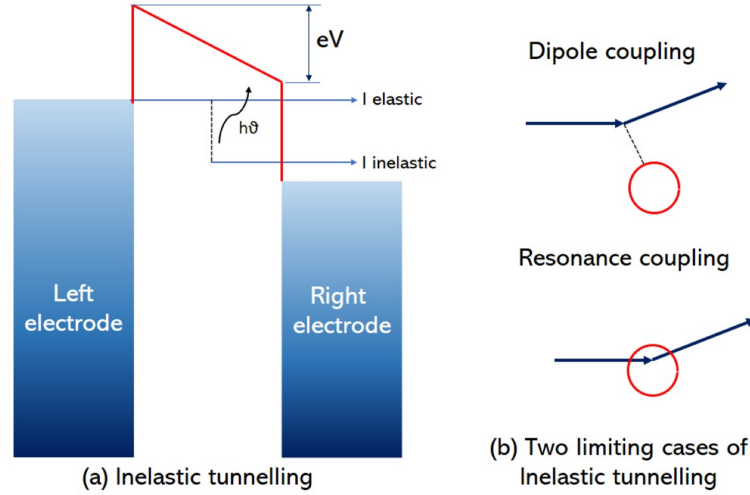 eV
I elastic
hϑ
I inelastic
Left
electrode
Right
electrode
(a) Inelastic tunnelling
Dipole coupling
Resonance coupling
(b) Two limiting cases of
Inelastic tunnelling